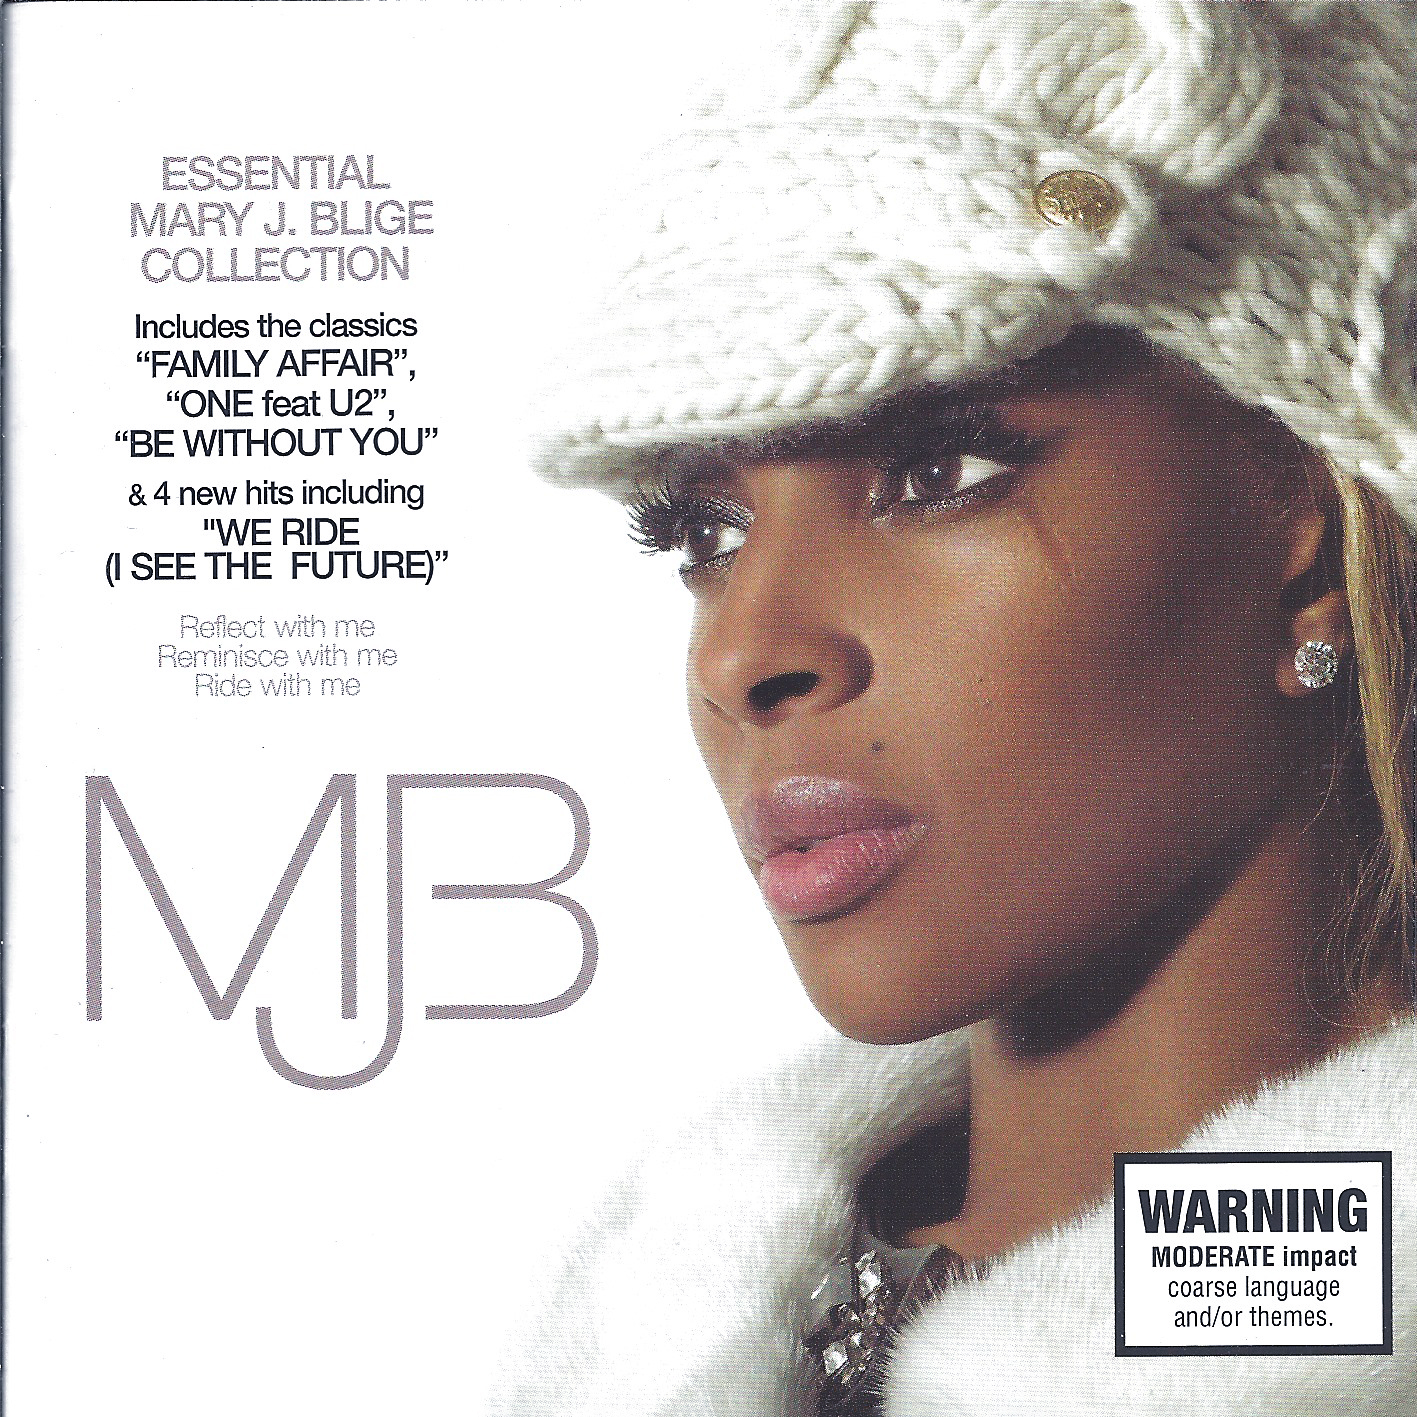 ESSENTIAL
MARY J. BLIGE
COLLECTION
Includes the classics
“FAMILY AFFAIR”,
“ONE feat U2”,
“BE WITHOUT YOU”
& 4 new hits including
"WE RIDE
(I SEE THE FUTURE)”
Reflect with me
Reminisce with me
Ride with me
MJB
WARNING
MODERATE impact
coarse language
and/or themes.